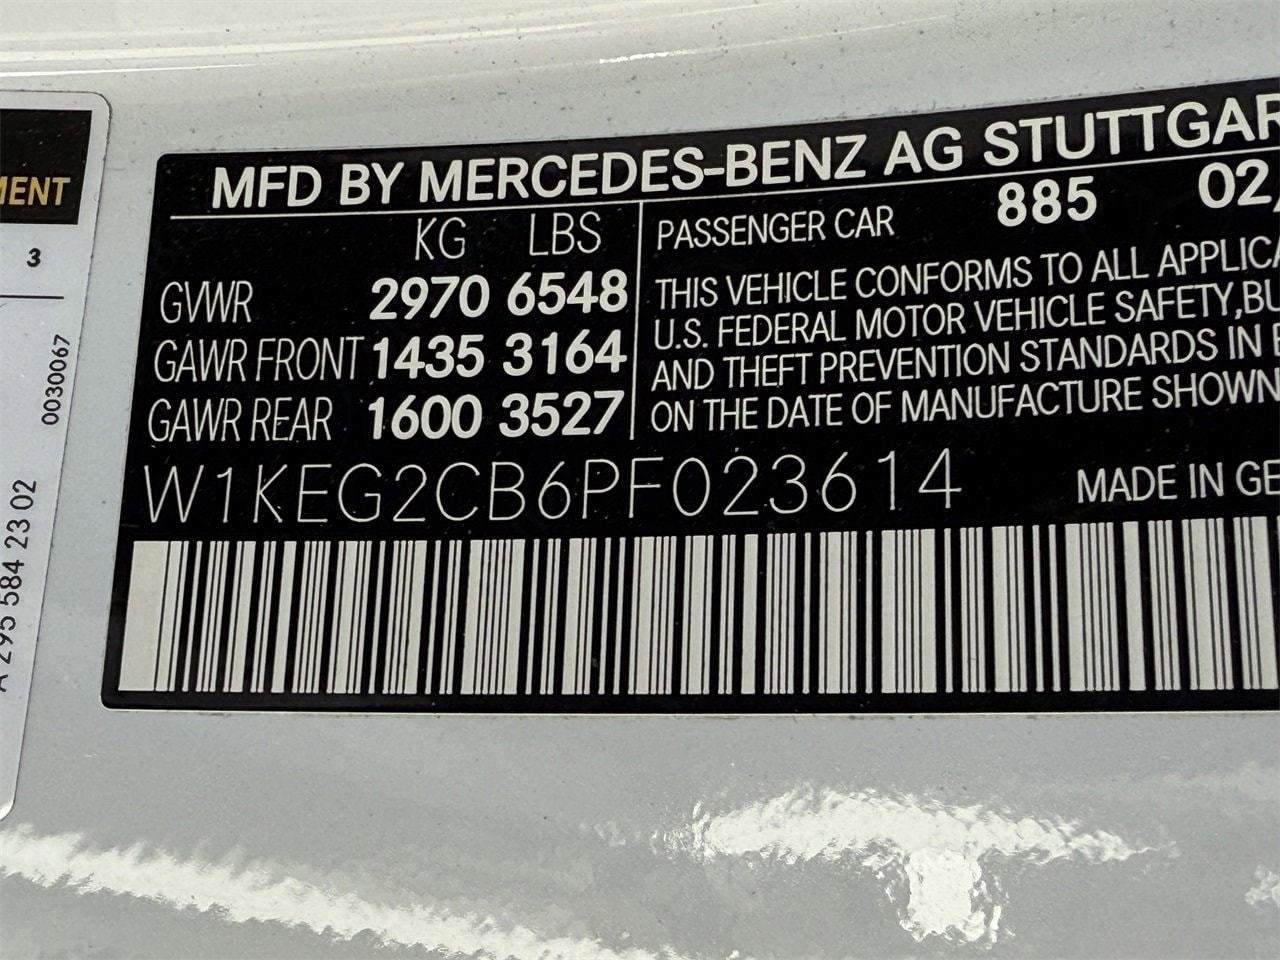 MENT
3
0030067
A 295 584 23 02
MFD BY MERCEDES-BENZ AG STUTTGAR
KG LBS
GVWR 2970 6548
GAWR FRONT 1435 3164
GAWR REAR 1600 3527
PASSENGER CAR 885 02
THIS VEHICLE CONFORMS TO ALL APPLICA
U.S. FEDERAL MOTOR VEHICLE SAFETY,BU
AND THEFT PREVENTION STANDARDS IN
ON THE DATE OF MANUFACTURE SHOWN
W1KEG2CB6PF023614
MADE IN GE